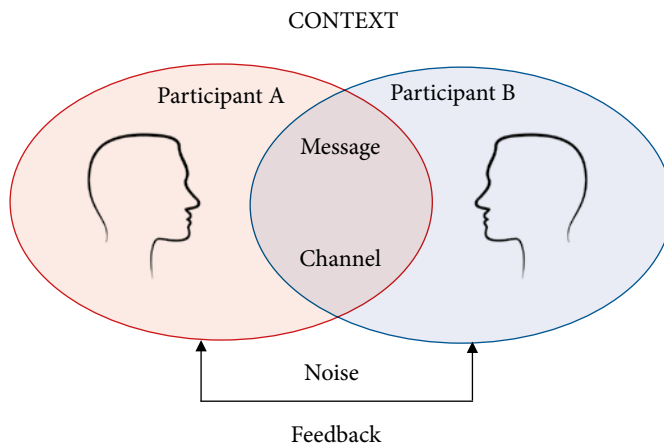 CONTEXT
Participant A
Participant B
Message
Channel
Noise
Feedback